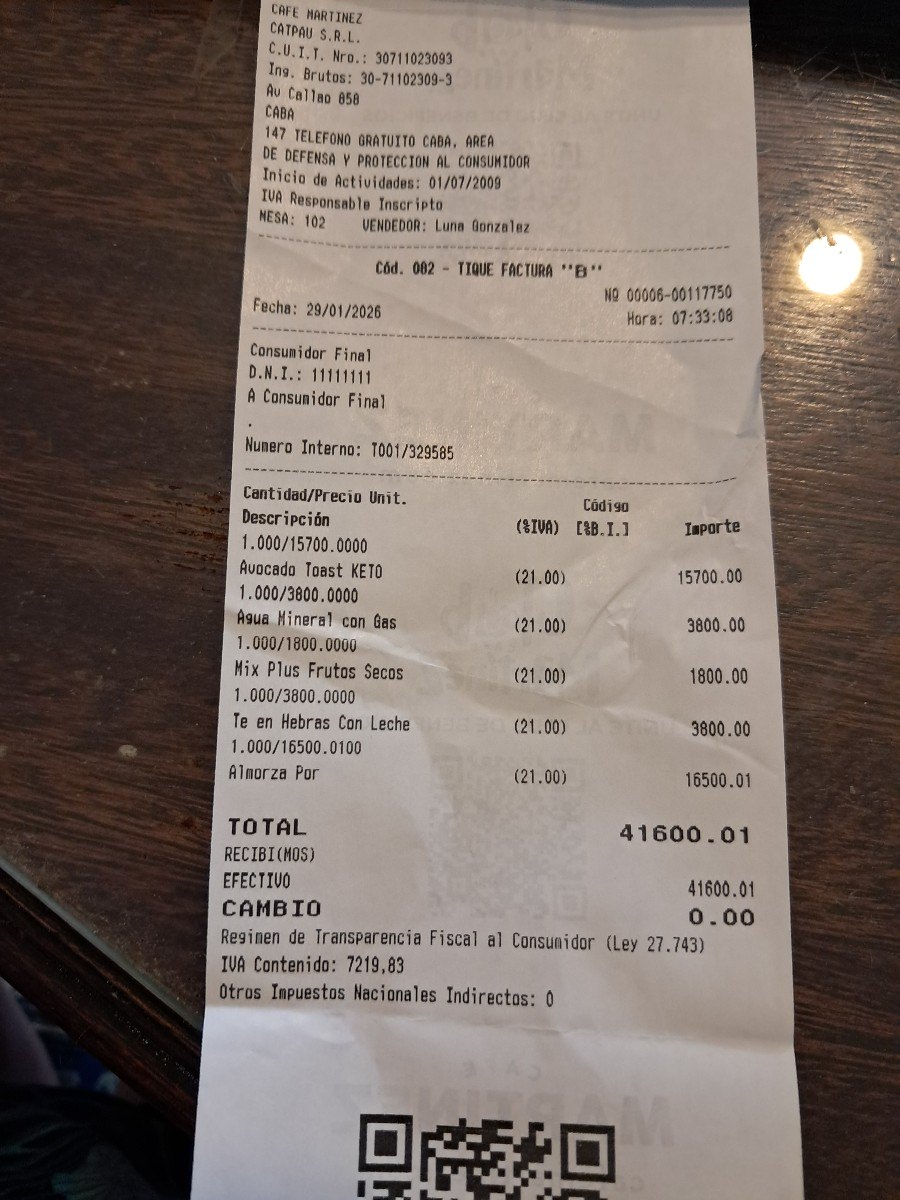 CAFE MARTINEZ
CATPAU S.R.L.
C.U.I.T. Nro.: 30711023093
Ing. Brutos: 30-71102309-3
Av Callao 858
CABA
147 TELEFONO GRATUITO CABA, AREA
DE DEFENSA Y PROTECCION AL CONSUMIDOR
Inicio de Actividades: 01/07/2009
IVA Responsable Inscripto
MESA: 102 VENDEDOR: Luna Gonzalez
Cód. 082 - TIQUE FACTURA ''B''
Nº 00006-00117750
Fecha: 29/01/2026 Hora: 07:33:08
Consumidor Final
D.N.I.: 11111111
A Consumidor Final
.
Numero Interno: T001/329585
Cantidad/Precio Unit. Código
Descripción (%IVA) [%B.I.] Importe
1.000/15700.0000
Avocado Toast KETO (21.00) 15700.00
1.000/3800.0000
Agua Mineral con Gas (21.00) 3800.00
1.000/1800.0000
Mix Plus Frutos Secos (21.00) 1800.00
1.000/3800.0000
Te en Hebras Con Leche (21.00) 3800.00
1.000/16500.0100
Almorza Por (21.00) 16500.01
TOTAL 41600.01
RECIBI(MOS)
EFECTIVO 41600.01
CAMBIO 0.00
Regimen de Transparencia Fiscal al Consumidor (Ley 27.743)
IVA Contenido: 7219,83
Otros Impuestos Nacionales Indirectos: 0